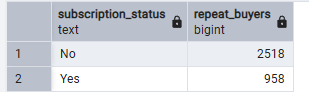 subscription_status repeat_buyers
text bigint
1 No 2518
2 Yes 958